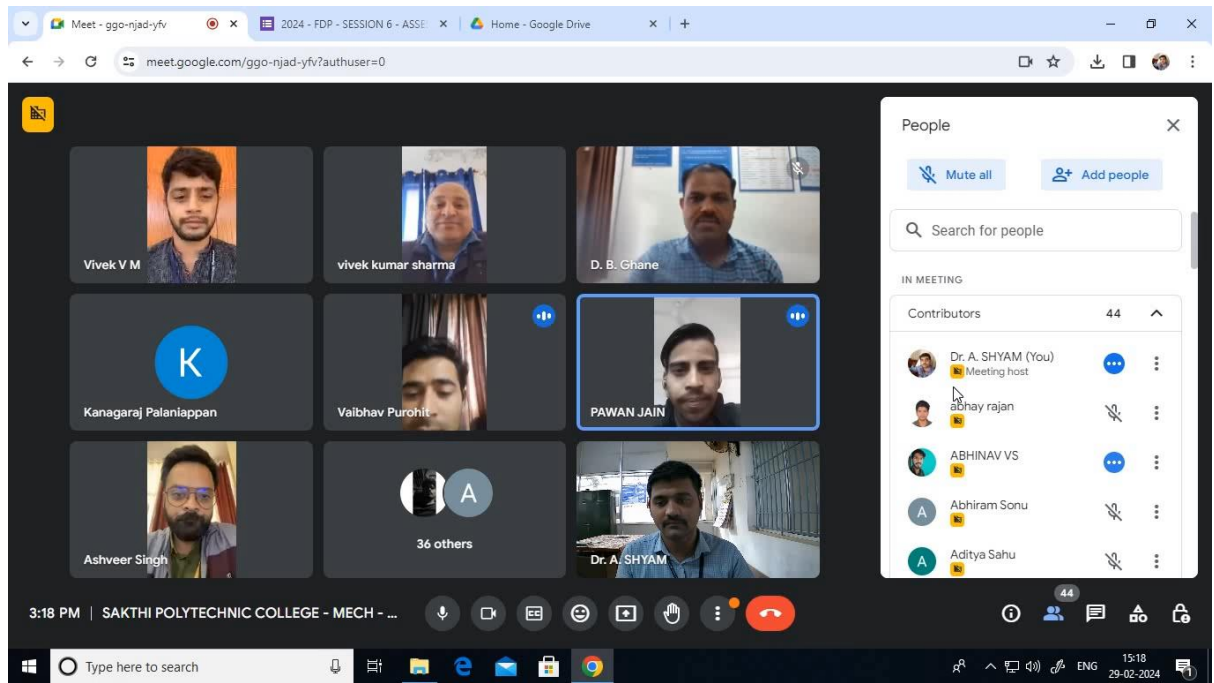 Meet - ggo-njad-yfv
2024 - FDP - SESSION 6 - ASSE
Home - Google Drive
meet.google.com/ggo-njad-yfv?authuser=0
Vivek V M
vivek kumar sharma
D. B. Ghane
K
Kanagaraj Palaniappan
Vaibhav Purohit
PAWAN JAIN
Ashveer Singh
A
36 others
Dr. A. SHYAM
People
Mute all
Add people
Search for people
IN MEETING
Contributors 44
Dr. A. SHYAM (You)
Meeting host
abhay rajan
ABHINAV VS
A
Abhiram Sonu
A
Aditya Sahu
3:18 PM | SAKTHI POLYTECHNIC COLLEGE - MECH - ...
CC
44
Type here to search
ENG
15:18
29-02-2024
1